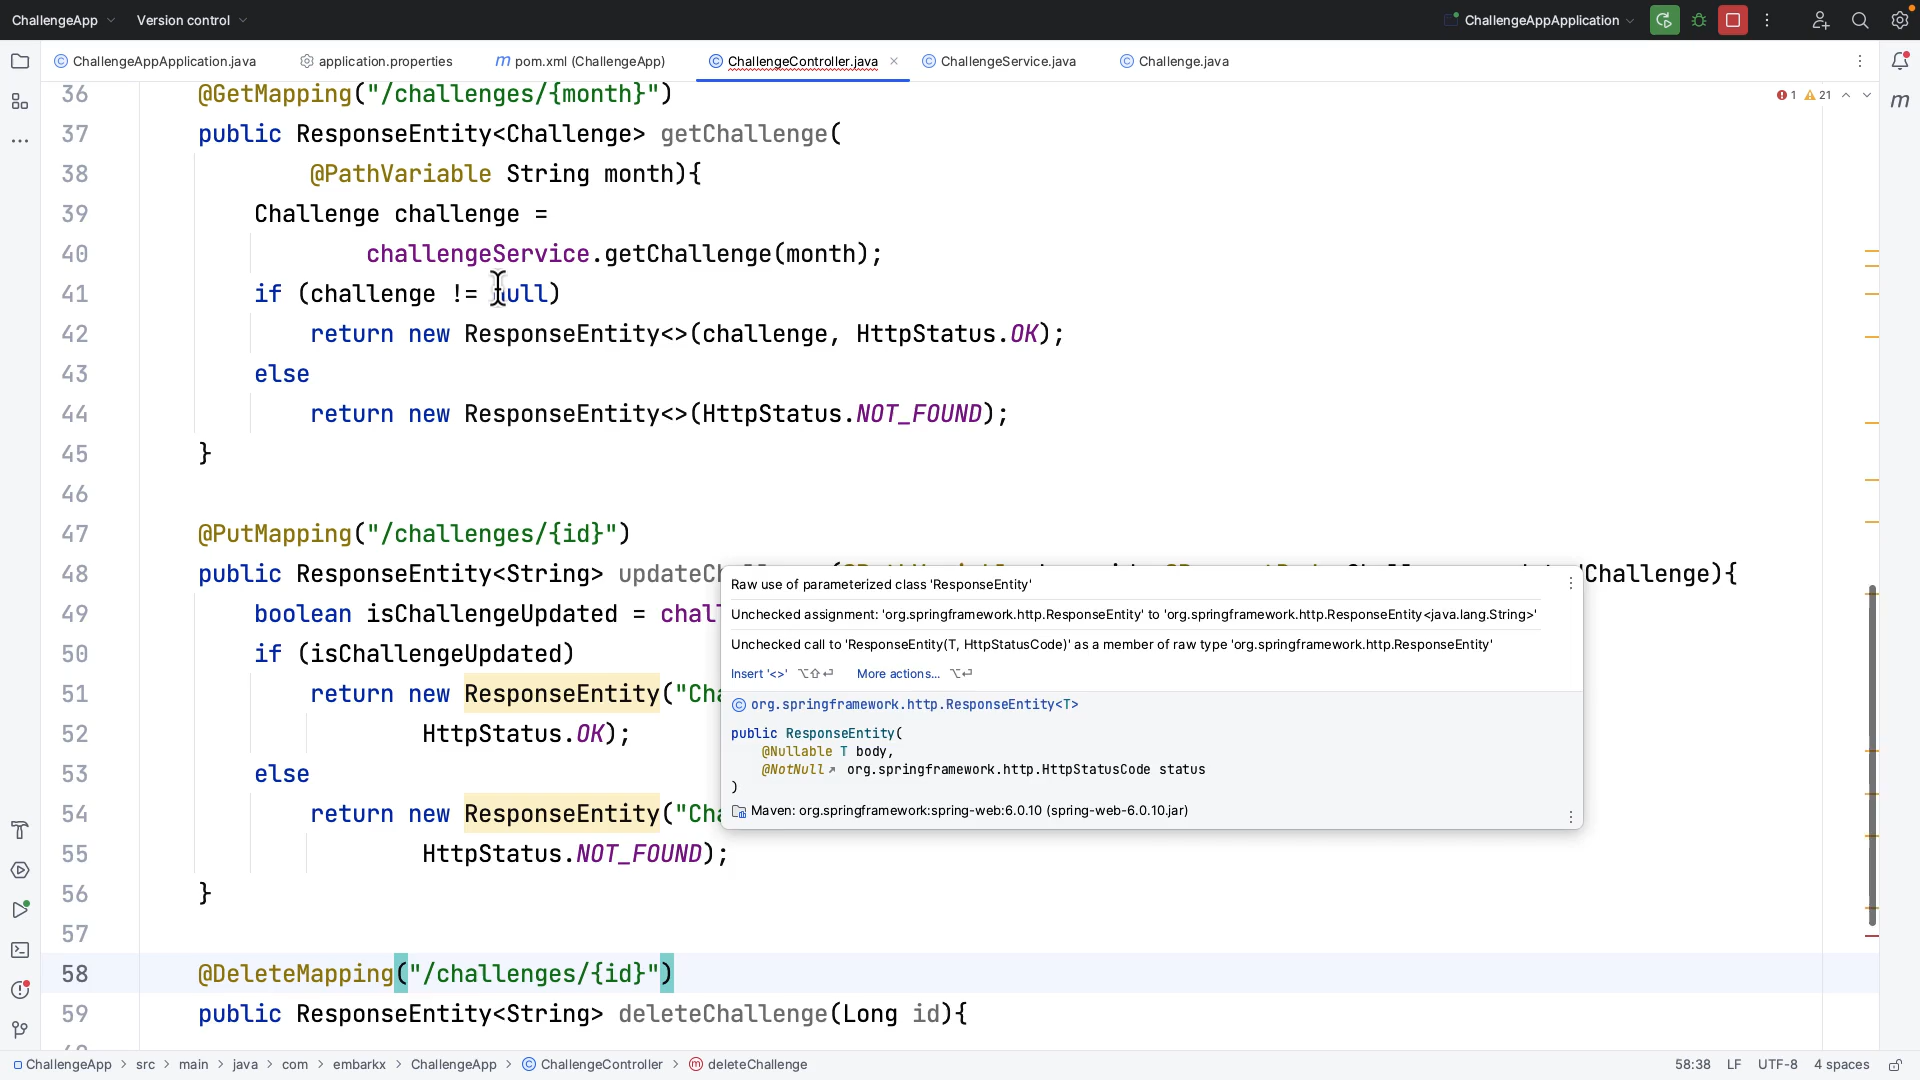 ChallengeApp
Version control
ChallengeAppApplication
ChallengeAppApplication.java
application.properties
pom.xml (ChallengeApp)
ChallengeController.java
ChallengeService.java
Challenge.java
1 21
36 @GetMapping("/challenges/{month}")
37 public ResponseEntity<Challenge> getChallenge(
38 @PathVariable String month){
39 Challenge challenge =
40 challengeService.getChallenge(month);
41 if (challenge != null)
42 return new ResponseEntity<>(challenge, HttpStatus.OK);
43 else
44 return new ResponseEntity<>(HttpStatus.NOT_FOUND);
45 }
46
47 @PutMapping("/challenges/{id}")
48 public ResponseEntity<String> updateCh Challenge){
49 boolean isChallengeUpdated = chal
50 if (isChallengeUpdated)
51 return new ResponseEntity("Cha
52 HttpStatus.OK);
53 else
54 return new ResponseEntity("Cha
55 HttpStatus.NOT_FOUND);
56 }
57
58 @DeleteMapping("/challenges/{id}")
59 public ResponseEntity<String> deleteChallenge(Long id){
Raw use of parameterized class 'ResponseEntity'
Unchecked assignment: 'org.springframework.http.ResponseEntity' to 'org.springframework.http.ResponseEntity<java.lang.String>'
Unchecked call to 'ResponseEntity(T, HttpStatusCode)' as a member of raw type 'org.springframework.http.ResponseEntity'
Insert '<>' ⌥⇧⏎ More actions... ⌥⏎
org.springframework.http.ResponseEntity<T>
public ResponseEntity(
@Nullable T body,
@NotNull↗ org.springframework.http.HttpStatusCode status
)
Maven: org.springframework:spring-web:6.0.10 (spring-web-6.0.10.jar)
ChallengeApp > src > main > java > com > embarkx > ChallengeApp > ChallengeController > deleteChallenge
58:38 LF UTF-8 4 spaces